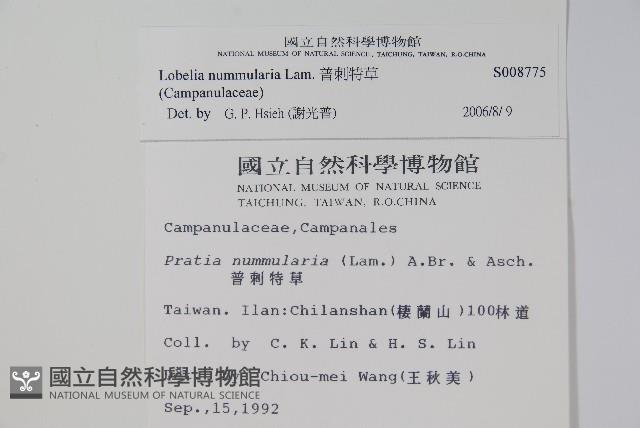 國立自然科學博物館
NATIONAL MUSEUM OF NATURAL SCIENCE, TAICHUNG, TAIWAN, R.O.CHINA
Lobelia nummularia Lam. 普刺特草 S008775
(Campanulaceae)
Det. by G. P. Hsieh (謝光普) 2006/8/ 9
國立自然科學博物館
NATIONAL MUSEUM OF NATURAL SCIENCE
TAICHUNG, TAIWAN, R.O.CHINA
Campanulaceae,Campanales
Pratia nummularia (Lam.) A.Br. & Asch.
普刺特草
Taiwan. Ilan:Chilanshan(棲蘭山)100林道
Coll. by C. K. Lin & H. S. Lin
Chiou-mei Wang(王秋美)
Sep.,15,1992
國立自然科學博物館
NATIONAL MUSEUM OF NATURAL SCIENCE